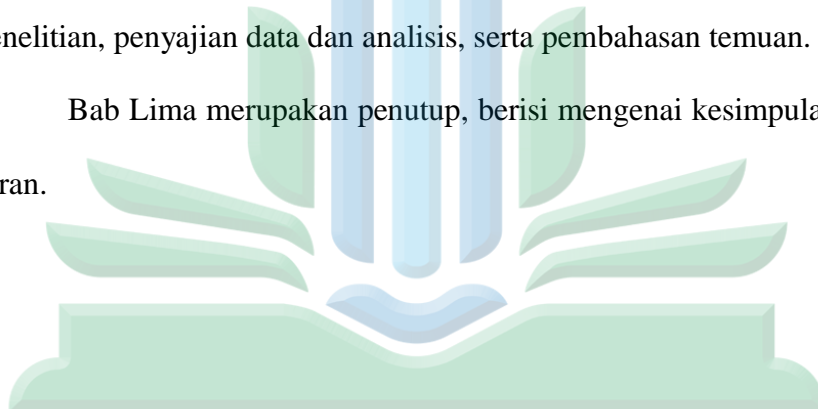 enelitian, penyajian data dan analisis, serta pembahasan temuan.
Bab Lima merupakan penutup, berisi mengenai kesimpula
ran.